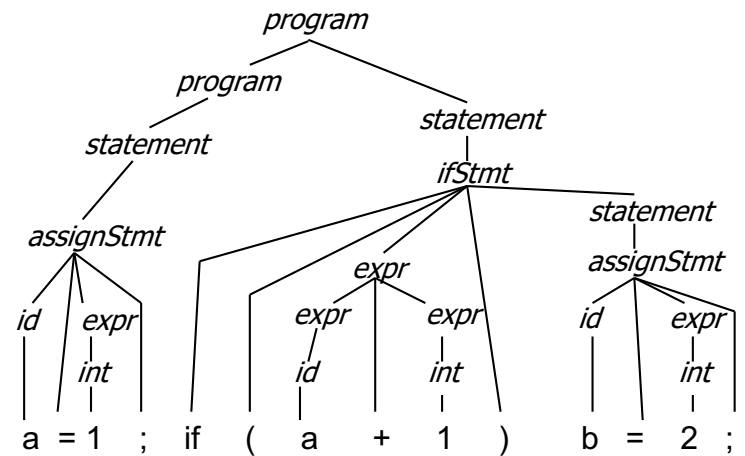 program
program
statement
statement
ifStmt
statement
assignStmt
expr
assignStmt
id expr expr expr id expr
int id int int
a = 1 ; if ( a + 1 ) b = 2 ;